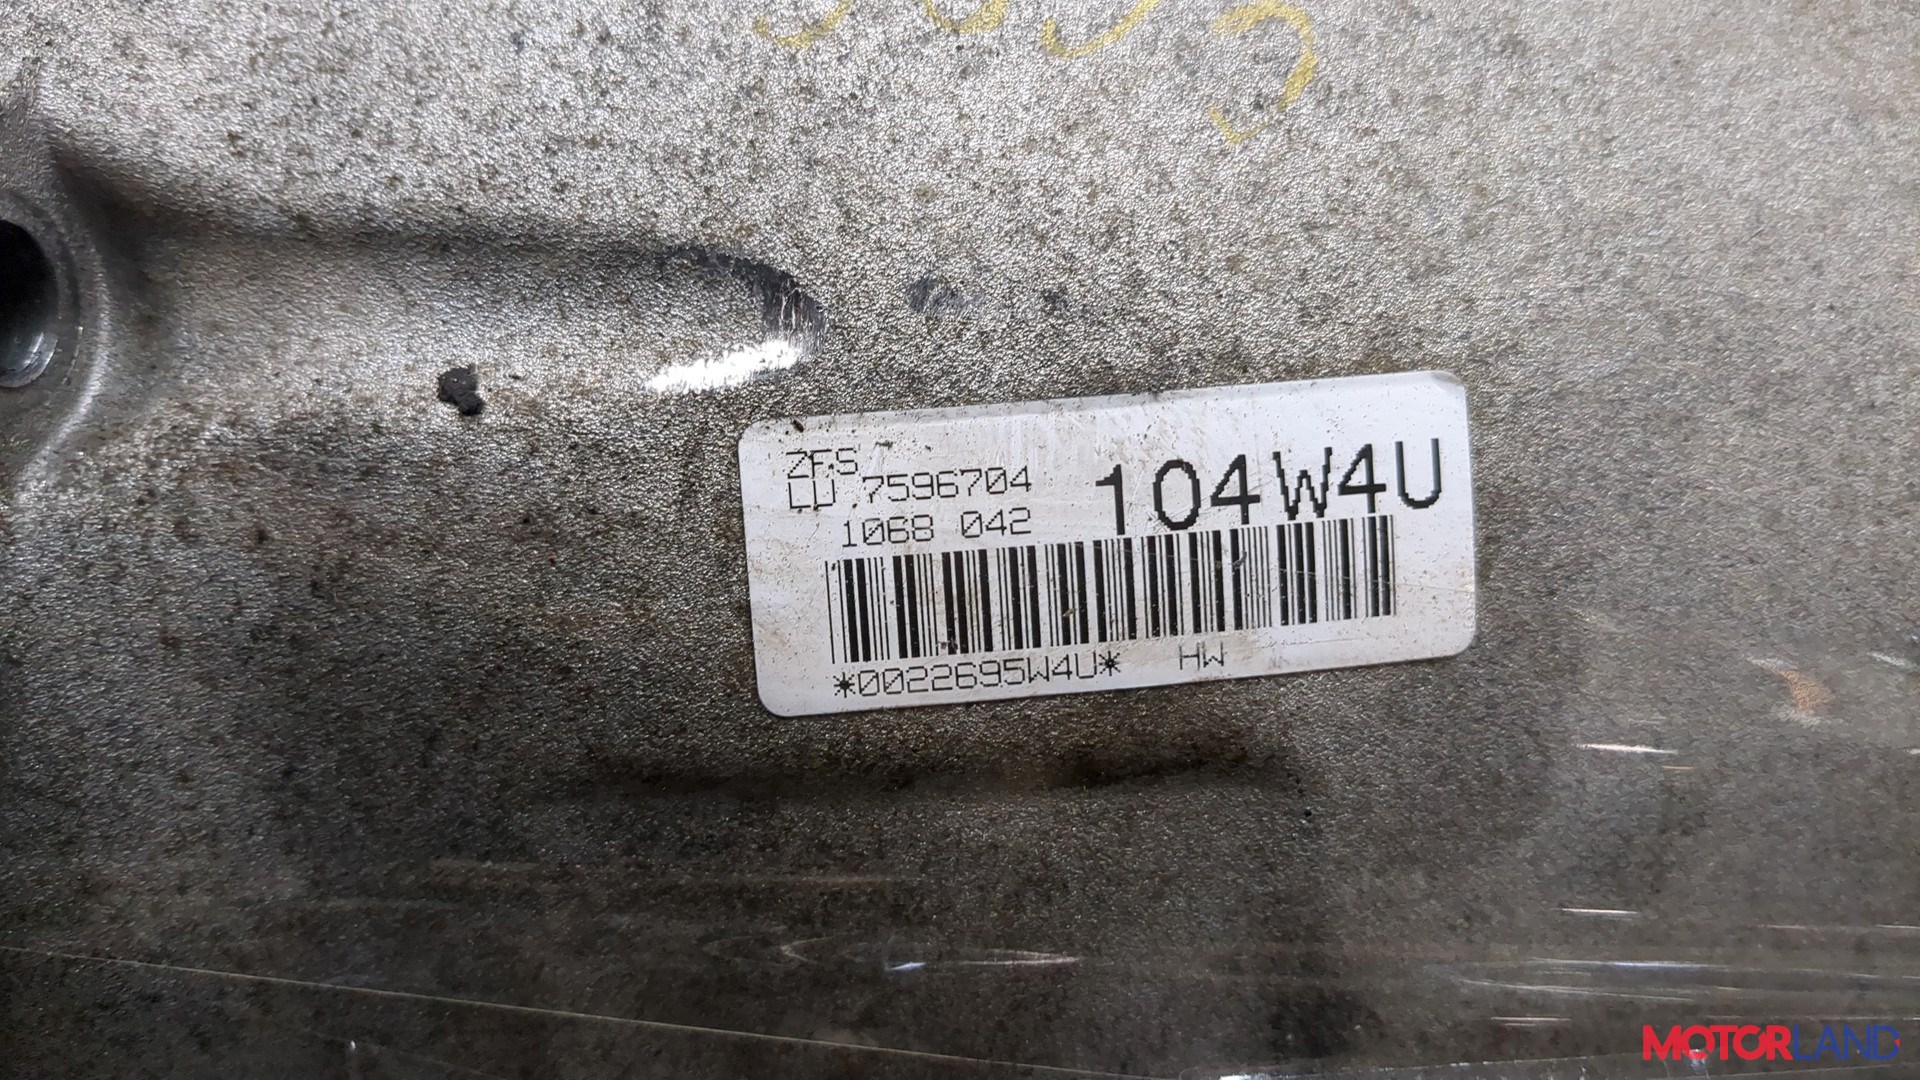 ZFS
LU 7596704
1068 042
104W4U
*0022695W4U* HW
MOTORLAND